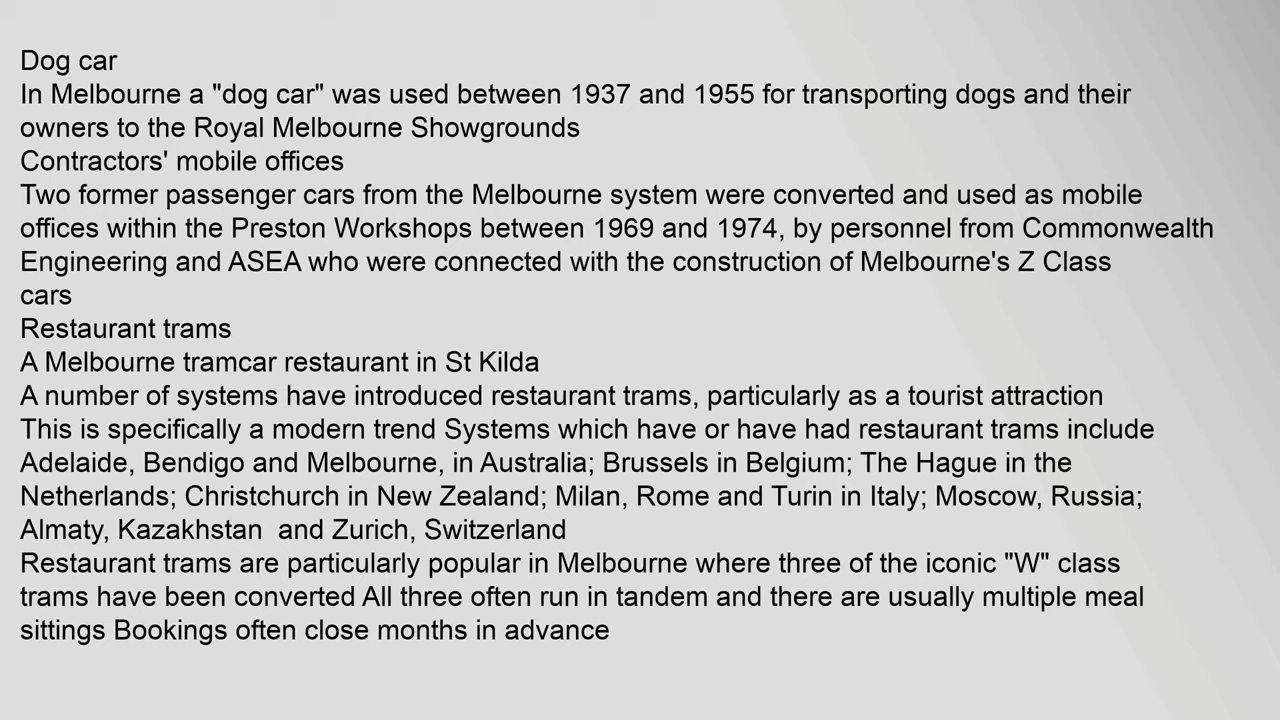 Dog car
In Melbourne a "dog car" was used between 1937 and 1955 for transporting dogs and their
owners to the Royal Melbourne Showgrounds
Contractors' mobile offices
Two former passenger cars from the Melbourne system were converted and used as mobile
offices within the Preston Workshops between 1969 and 1974, by personnel from Commonwealth
Engineering and ASEA who were connected with the construction of Melbourne's Z Class
cars
Restaurant trams
A Melbourne tramcar restaurant in St Kilda
A number of systems have introduced restaurant trams, particularly as a tourist attraction
This is specifically a modern trend Systems which have or have had restaurant trams include
Adelaide, Bendigo and Melbourne, in Australia; Brussels in Belgium; The Hague in the
Netherlands; Christchurch in New Zealand; Milan, Rome and Turin in Italy; Moscow, Russia;
Almaty, Kazakhstan  and Zurich, Switzerland
Restaurant trams are particularly popular in Melbourne where three of the iconic "W" class
trams have been converted All three often run in tandem and there are usually multiple meal
sittings Bookings often close months in advance